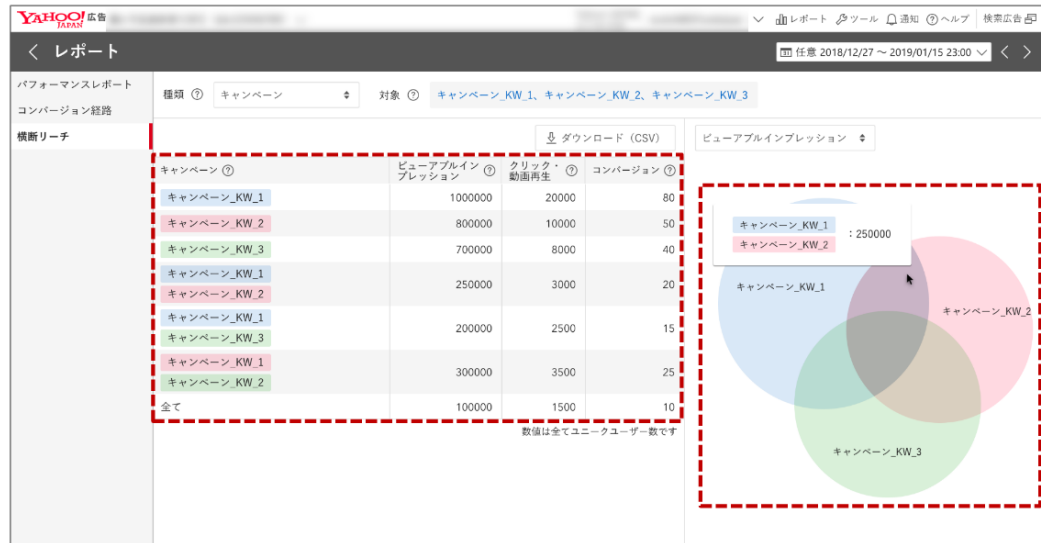 YAHOO! 広告
JAPAN
レポート ツール 通知 ヘルプ 検索広告
レポート
任意 2018/12/27 ～ 2019/01/15 23:00
パフォーマンスレポート
コンバージョン経路
横断リーチ
種類 キャンペーン 対象 キャンペーン_KW_1、キャンペーン_KW_2、キャンペーン_KW_3
ダウンロード（CSV）
ビューアブルインプレッション
キャンペーン ビューアブルイン クリック・ コンバージョン
プレッション 動画再生
キャンペーン_KW_1 1000000 20000 80
キャンペーン_KW_2 800000 10000 50
キャンペーン_KW_3 700000 8000 40
キャンペーン_KW_1
キャンペーン_KW_2
250000 3000 20
キャンペーン_KW_1
キャンペーン_KW_3
200000 2500 15
キャンペーン_KW_1
キャンペーン_KW_2
300000 3500 25
全て 100000 1500 10
数値は全てユニークユーザー数です
キャンペーン_KW_1
キャンペーン_KW_2
：250000
キャンペーン_KW_1
キャンペーン_KW_2
キャンペーン_KW_3